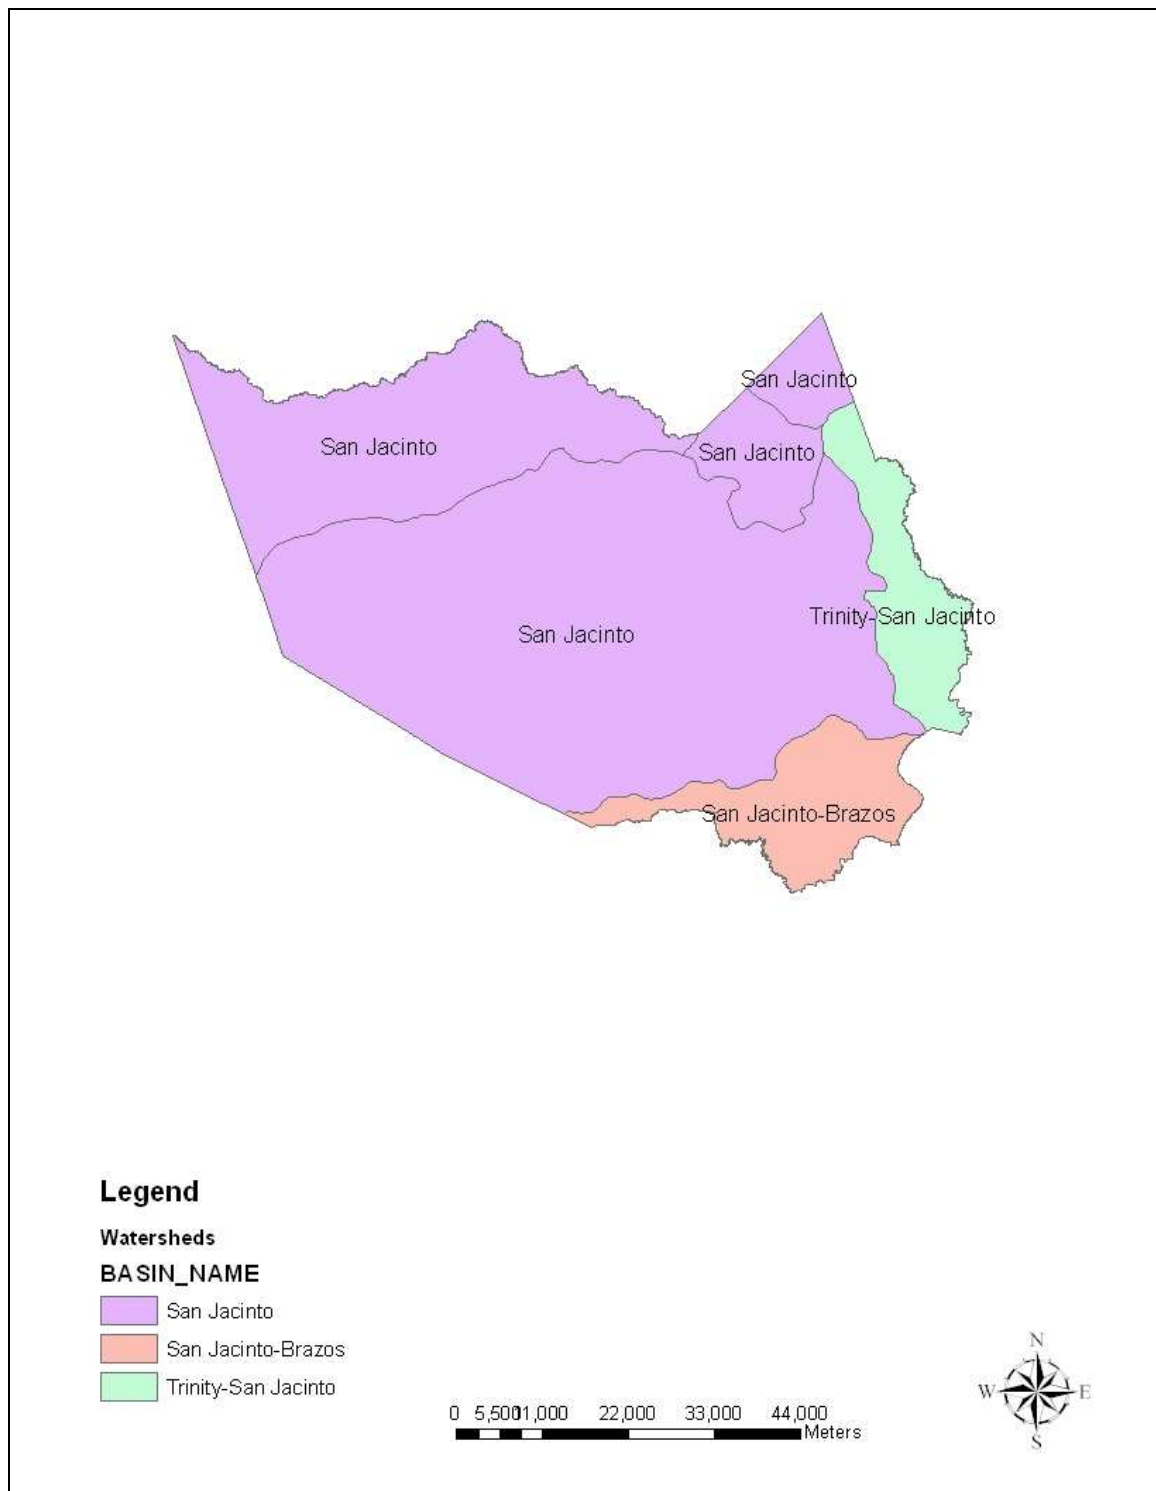 San Jacinto
San Jacinto
San Jacinto
San Jacinto
Trinity-San Jacinto
San Jacinto-Brazos
Legend
Watersheds
BASIN_NAME
San Jacinto
San Jacinto-Brazos
Trinity-San Jacinto
0 5,500 11,000 22,000 33,000 44,000
Meters
N
W E
S